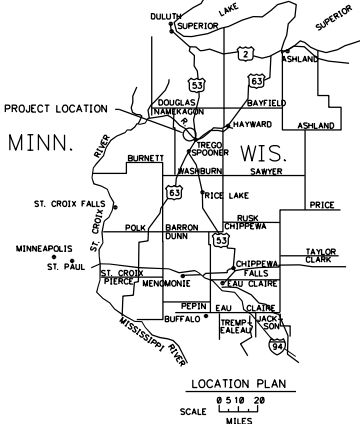 LAKE
SUPERIOR
DULUTH
SUPERIOR
2
ASHLAND
53
63
PROJECT LOCATION
DOUGLAS
BAYFIELD
NAMEKAGON
R.
HAYWARD
ASHLAND
MINN.
RIVER
TREGO
SPOONER
WIS.
BURNETT
WASHBURN
SAWYER
63
RICE LAKE
ST. CROIX FALLS
PRICE
ST. CROIX
RUSK
CHIPPEWA
POLK
BARRON
DUNN
53
MINNEAPOLIS
ST. PAUL
TAYLOR
CLARK
CHIPPEWA
FALLS
ST. CROIX
PIERCE
MENOMONIE
EAU CLAIRE
PEPIN
EAU CLAIRE
BUFFALO
TREMP-
EALEAU
JACK-
SON
MISSISSIPPI
RIVER
94
LOCATION PLAN
0 5 10 20
SCALE
MILES